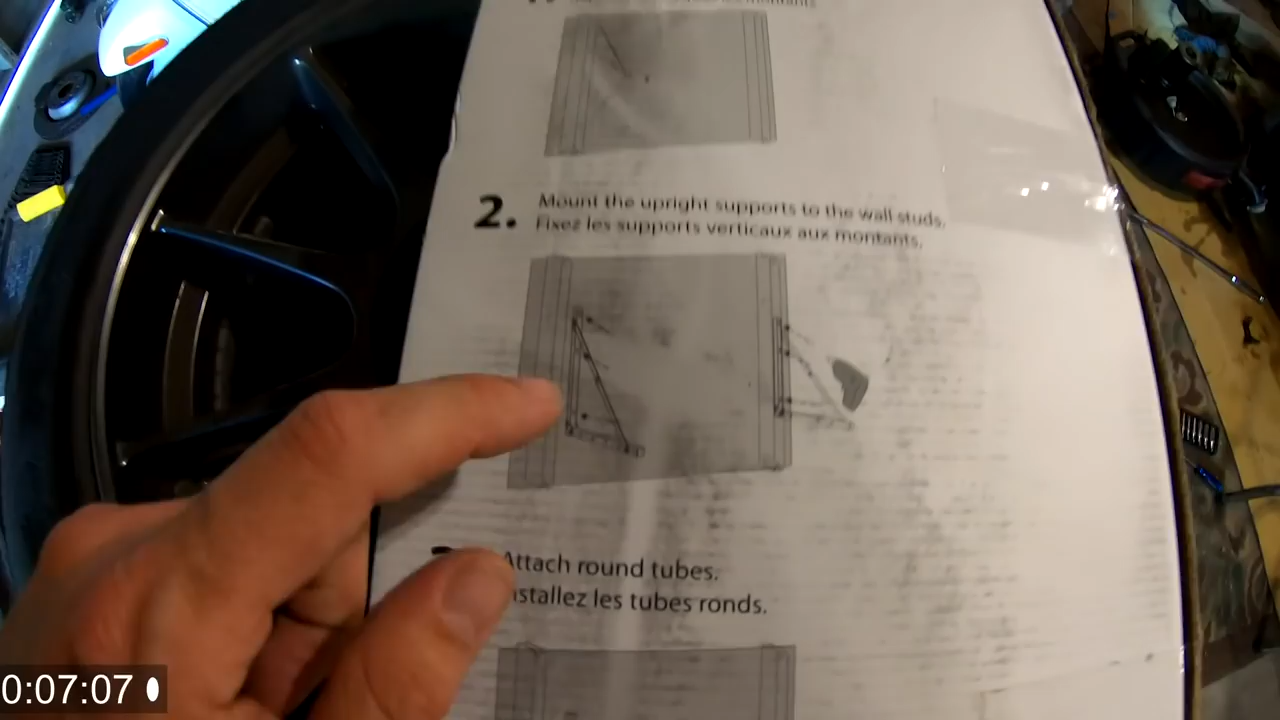 2. Mount the upright supports to the wall studs.
Fixez les supports verticaux aux montants.
Attach round tubes.
nstallez les tubes ronds.
0:07:07